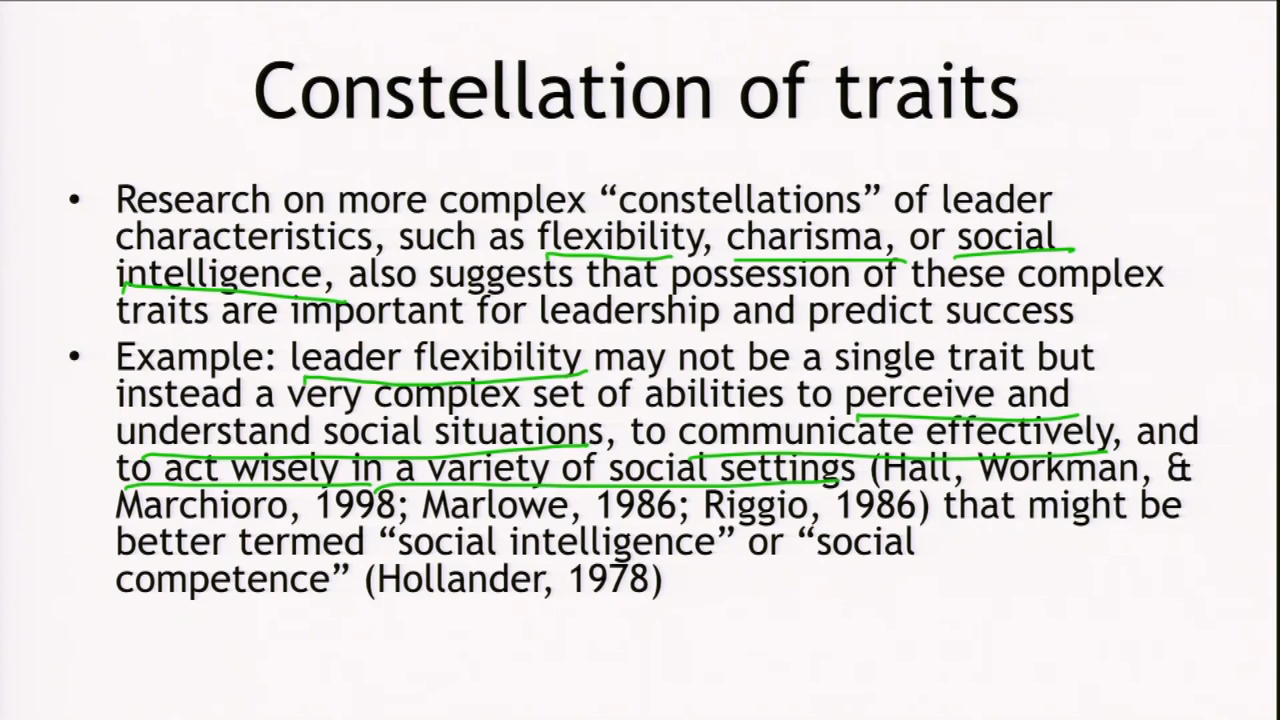 Constellation of traits
• Research on more complex “constellations” of leader
characteristics, such as flexibility, charisma, or social
intelligence, also suggests that possession of these complex
traits are important for leadership and predict success
• Example: leader flexibility may not be a single trait but
instead a very complex set of abilities to perceive and
understand social situations, to communicate effectively, and
to act wisely in a variety of social settings (Hall, Workman, &
Marchioro, 1998; Marlowe, 1986; Riggio, 1986) that might be
better termed “social intelligence” or “social
competence” (Hollander, 1978)